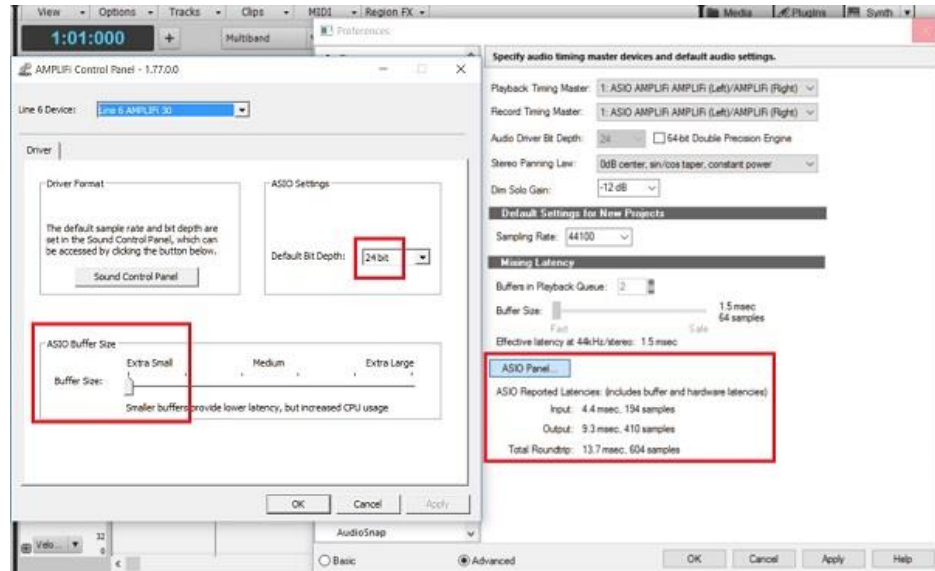 View Options Tracks Clips MIDI Region FX
Media Plugins Synth
1:01:000
Multiband
Preferences
AMPLIFi Control Panel - 1.77.0.0
Line 6 Device: Line 6 AMPLIFi 30
Driver
Driver Format
The default sample rate and bit depth are
set in the Sound Control Panel, which can
be accessed by clicking the button below.
Sound Control Panel
ASIO Settings
Default Bit Depth: 24 bit
ASIO Buffer Size
Extra Small Medium Extra Large
Buffer Size:
Smaller buffers provide lower latency, but increased CPU usage
OK Cancel Apply
Specify audio timing master devices and default audio settings.
Playback Timing Master: 1: ASIO AMPLIFi AMPLIFi (Left)/AMPLIFi (Right)
Record Timing Master: 1: ASIO AMPLIFi AMPLIFi (Left)/AMPLIFi (Right)
Audio Driver Bit Depth: 24 64-bit Double Precision Engine
Stereo Panning Law: 0dB center, sin/cos taper, constant power
Dim Solo Gain: -12 dB
Default Settings for New Projects
Sampling Rate: 44100
Mixing Latency
Buffers in Playback Queue: 2
Buffer Size: 1.5 msec
64 samples
Fast Safe
Effective latency at 44kHz/stereo: 1.5 msec
ASIO Panel...
ASIO Reported Latencies: (includes buffer and hardware latencies)
Input: 4.4 msec, 194 samples
Output: 9.3 msec, 410 samples
Total Roundtrip: 13.7 msec, 604 samples
AudioSnap
Velo... 32
0
Basic Advanced
OK Cancel Apply Help